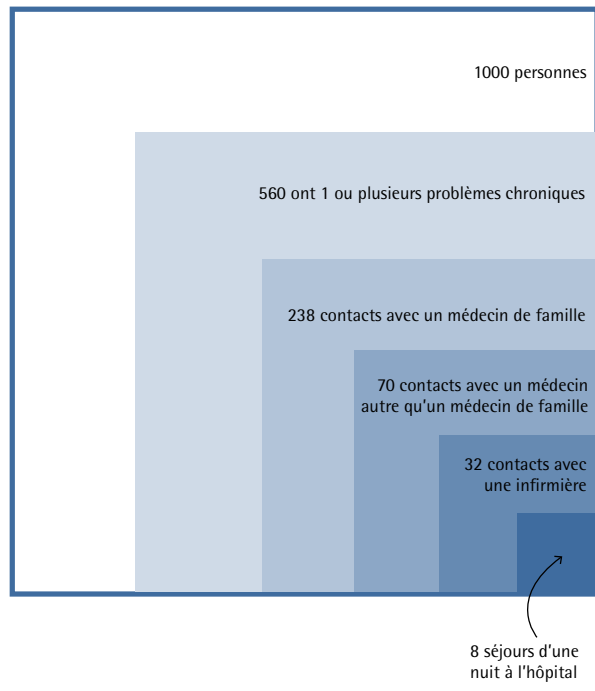 1000 personnes
560 ont 1 ou plusieurs problèmes chroniques
238 contacts avec un médecin de famille
70 contacts avec un médecin
autre qu'un médecin de famille
32 contacts avec
une infirmière
8 séjours d'une
nuit à l'hôpital